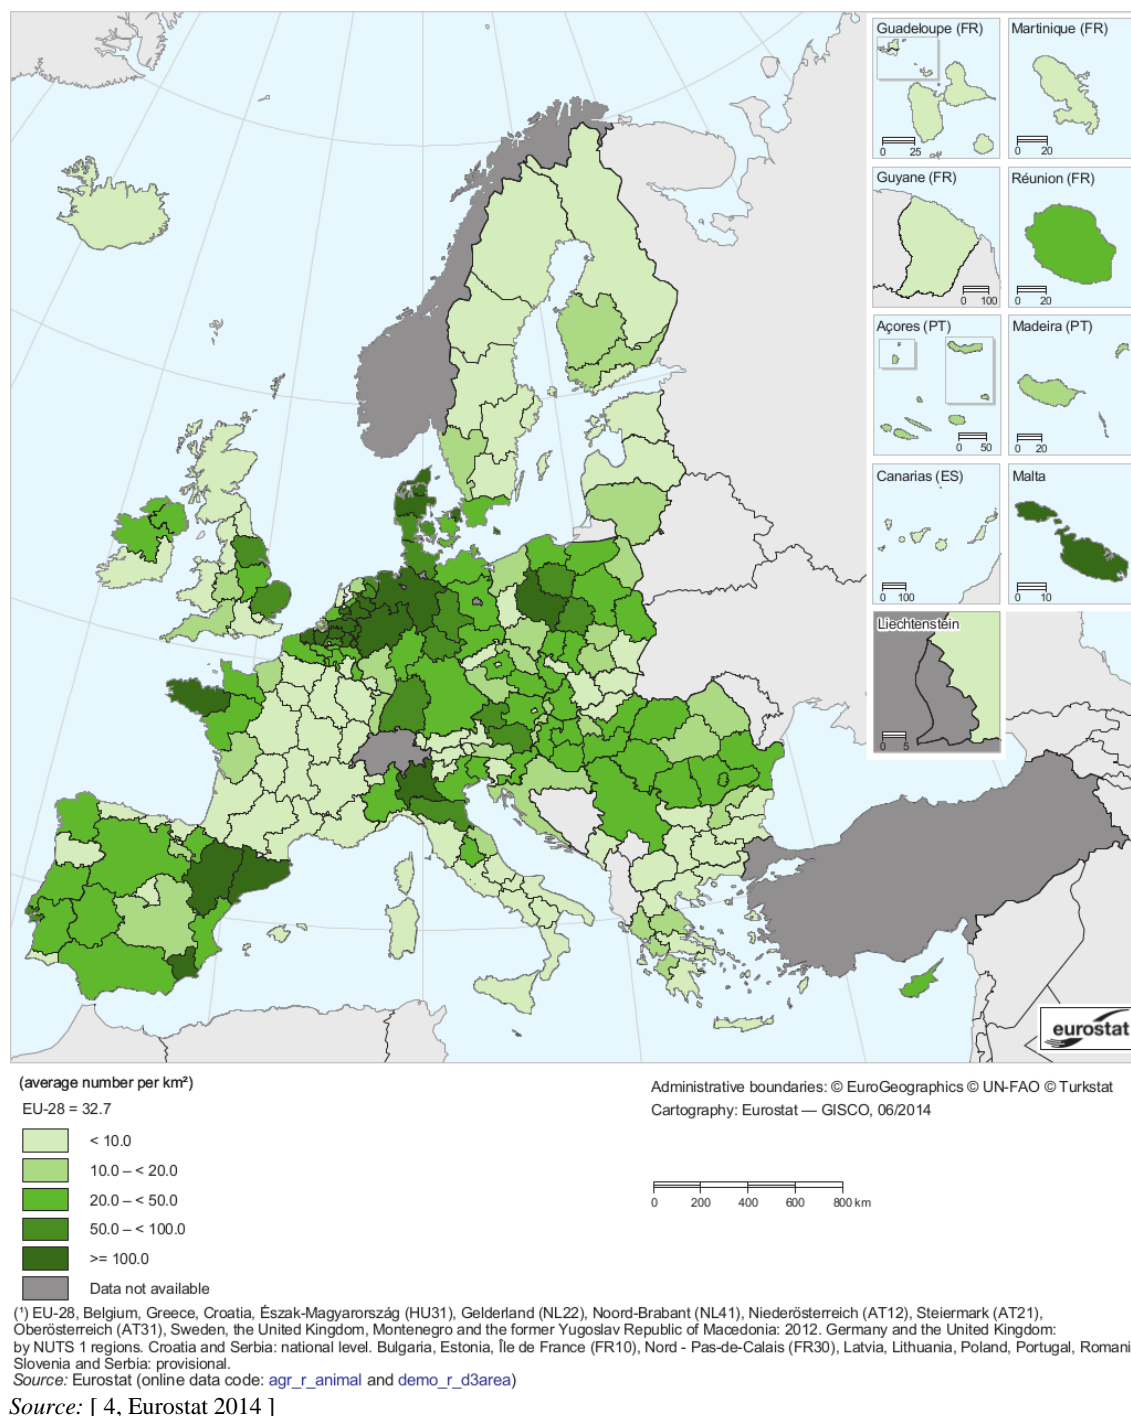 Guadeloupe (FR)
0 25
Martinique (FR)
0 20
Guyane (FR)
0 100
Réunion (FR)
0 20
Açores (PT)
0 50
Madeira (PT)
0 20
Canarias (ES)
0 100
Malta
0 10
Liechtenstein
0 5
eurostat
(average number per km²)
EU-28 = 32.7
< 10.0
10.0 – < 20.0
20.0 – < 50.0
50.0 – < 100.0
>= 100.0
Data not available
Administrative boundaries: © EuroGeographics © UN-FAO © Turkstat
Cartography: Eurostat — GISCO, 06/2014
0 200 400 600 800 km
(¹) EU-28, Belgium, Greece, Croatia, Észak-Magyarország (HU31), Gelderland (NL22), Noord-Brabant (NL41), Niederösterreich (AT12), Steiermark (AT21),
Oberösterreich (AT31), Sweden, the United Kingdom, Montenegro and the former Yugoslav Republic of Macedonia: 2012. Germany and the United Kingdom:
by NUTS 1 regions. Croatia and Serbia: national level. Bulgaria, Estonia, Île de France (FR10), Nord - Pas-de-Calais (FR30), Latvia, Lithuania, Poland, Portugal, Romani
Slovenia and Serbia: provisional.
Source: Eurostat (online data code: agr_r_animal and demo_r_d3area)
Source: [ 4, Eurostat 2014 ]